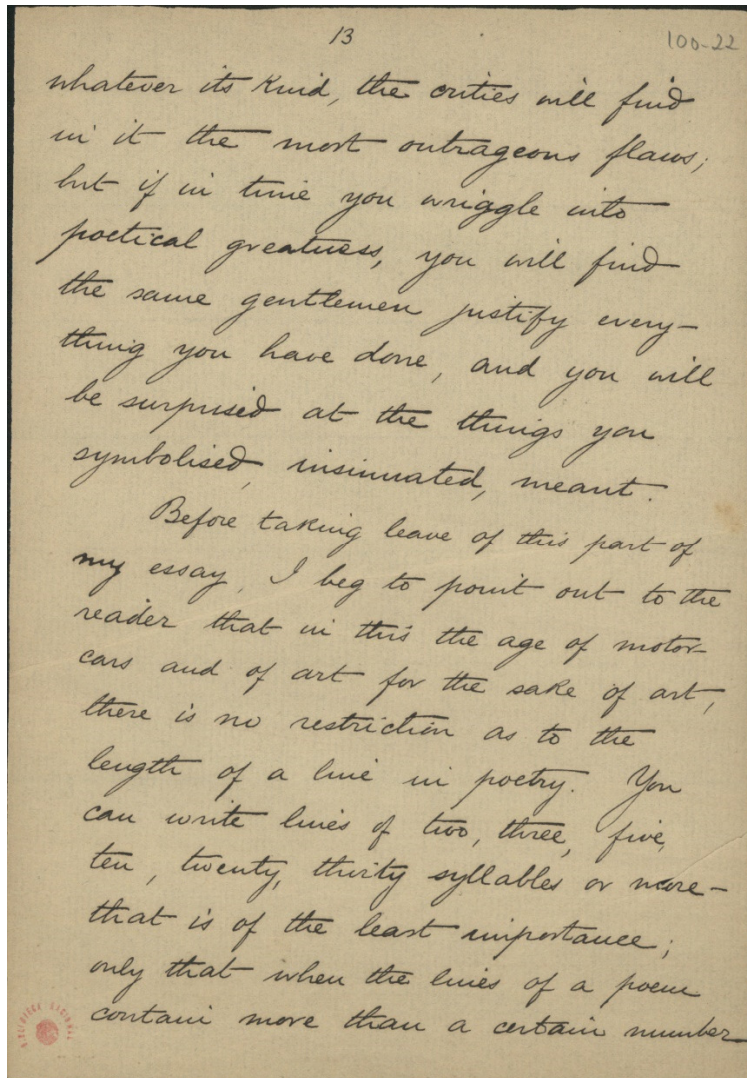 13
100-22
whatever its kind, the critics will find
in it the most outrageous flaws;
but if in time you wriggle into
poetical greatness, you will find
the same gentlemen justify every-
thing you have done, and you will
be surprised at the things you
symbolised, insinuated, meant.
Before taking leave of this part of
my essay, I beg to point out to the
reader that in this the age of motor-
cars and of art for the sake of art,
there is no restriction as to the
length of a line in poetry. You
can write lines of two, three, five,
ten, twenty, thirty syllables or more -
that is of the least importance;
only that when the lines of a poem
contain more than a certain number
BIBLIOTECA NACIONAL